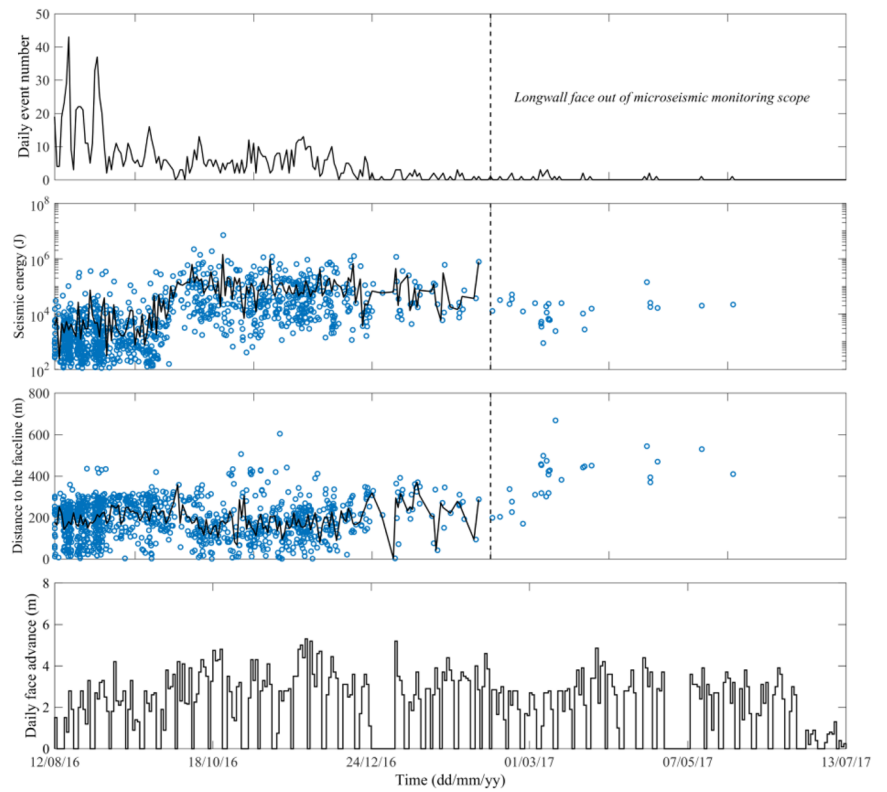 Daily event number
50
40
30
20
10
0
Longwall face out of microseismic monitoring scope
Seismic energy (J)
10^8
10^6
10^4
10^2
Distance to the faceline (m)
800
600
400
200
0
Daily face advance (m)
8
6
4
2
0
12/08/16 18/10/16 24/12/16 01/03/17 07/05/17 13/07/17
Time (dd/mm/yy)